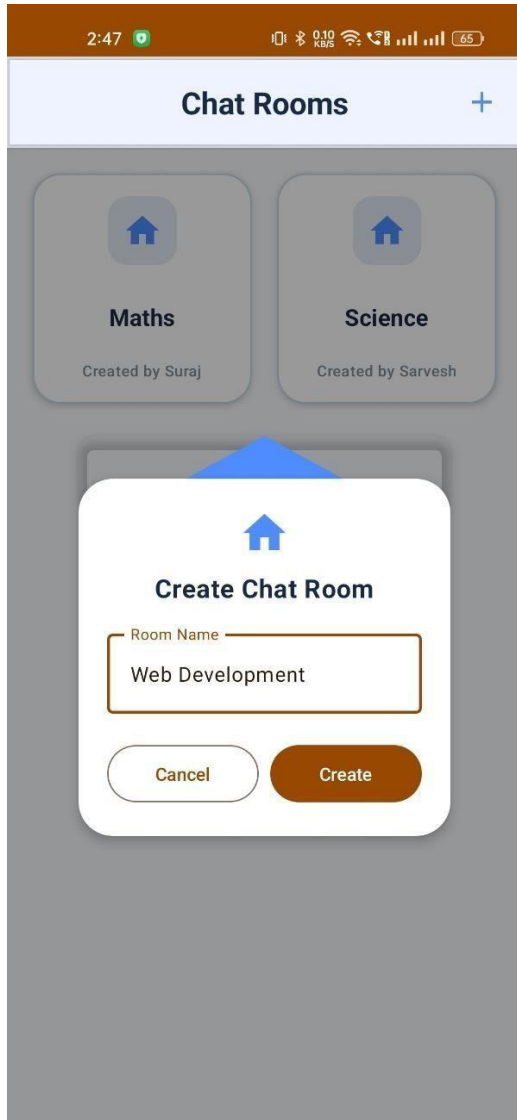 2:47 0.10 KB/S 65
Chat Rooms +
Maths Science
Created by Suraj Created by Sarvesh
Create Chat Room
Room Name
Web Development
Cancel Create